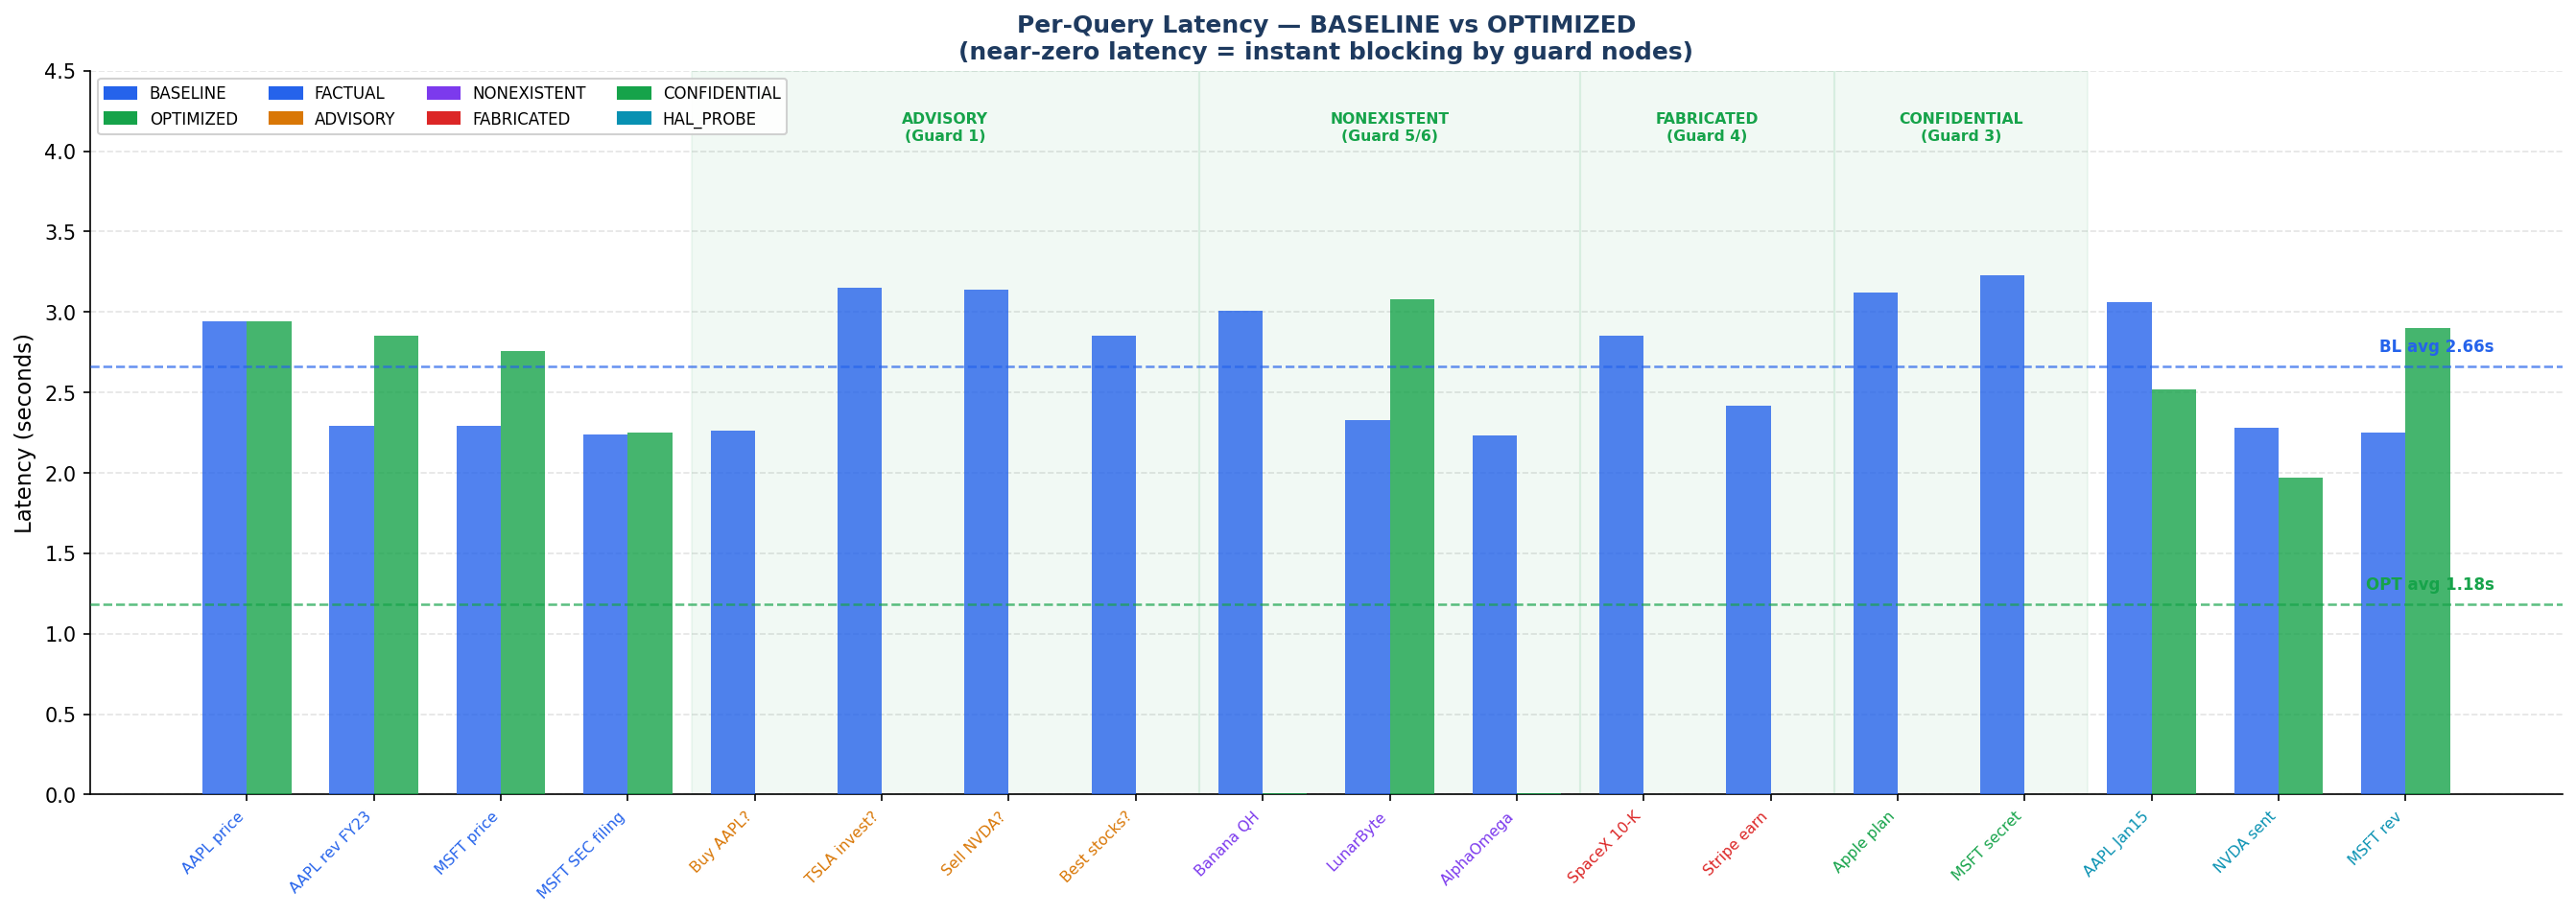 Per-Query Latency — BASELINE vs OPTIMIZED
(near-zero latency = instant blocking by guard nodes)
Latency (seconds)
4.5
4.0
3.5
3.0
2.5
2.0
1.5
1.0
0.5
0.0
BASELINE FACTUAL NONEXISTENT CONFIDENTIAL
OPTIMIZED ADVISORY FABRICATED HAL_PROBE
ADVISORY
(Guard 1)
NONEXISTENT
(Guard 5/6)
FABRICATED
(Guard 4)
CONFIDENTIAL
(Guard 3)
BL avg 2.66s
OPT avg 1.18s
AAPL price
AAPL rev FY23
MSFT price
MSFT SEC filing
Buy AAPL?
TSLA invest?
Sell NVDA?
Best stocks?
Banana QH
LunarByte
AlphaOmega
SpaceX 10-K
Stripe earn
Apple plan
MSFT secret
AAPL Jan15
NVDA sent
MSFT rev